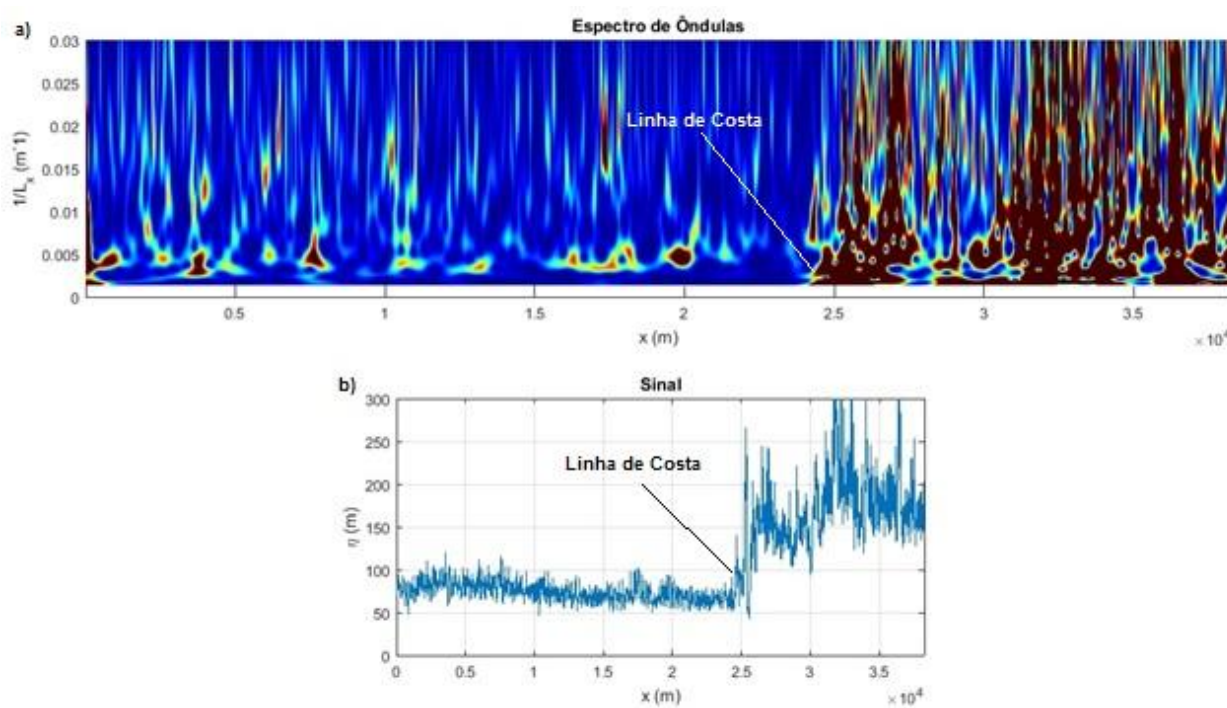 a)
Espectro de Ôndulas
0.03
0.025
0.02
0.015
0.01
0.005
0
1/L_x (m^-1)
Linha de Costa
0.5 1 1.5 2 2.5 3 3.5
x (m)
×10^4
b)
Sinal
300
250
200
150
100
50
0
η (m)
Linha de Costa
0 0.5 1 1.5 2 2.5 3 3.5
x (m)
×10^4